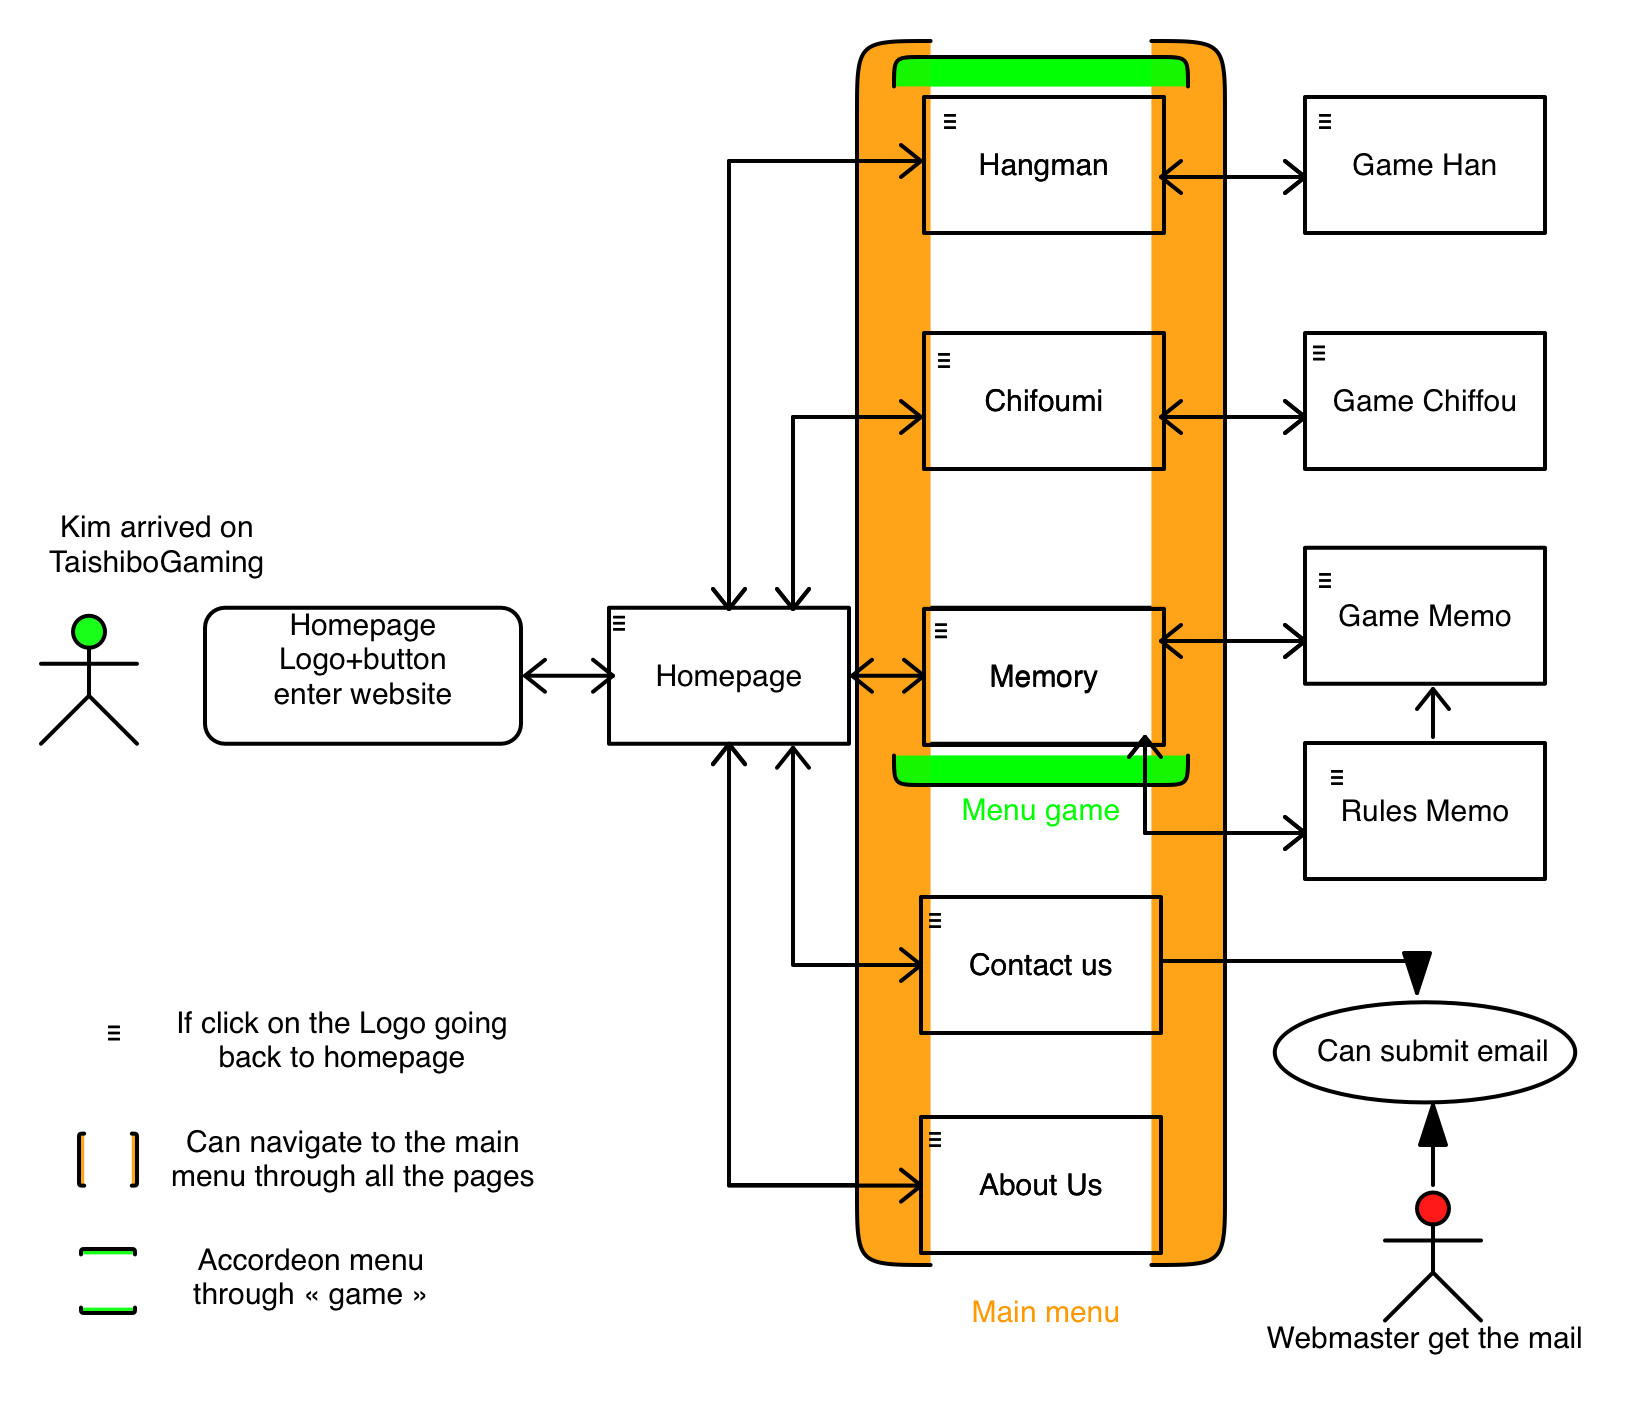 Hangman
Game Han
Chifoumi
Game Chiffou
Kim arrived on
TaishiboGaming
Homepage
Logo+button
enter website
Homepage
Memory
Game Memo
Menu game
Rules Memo
Contact us
If click on the Logo going
back to homepage
Can submit email
Can navigate to the main
menu through all the pages
About Us
Accordeon menu
through « game »
Main menu
Webmaster get the mail